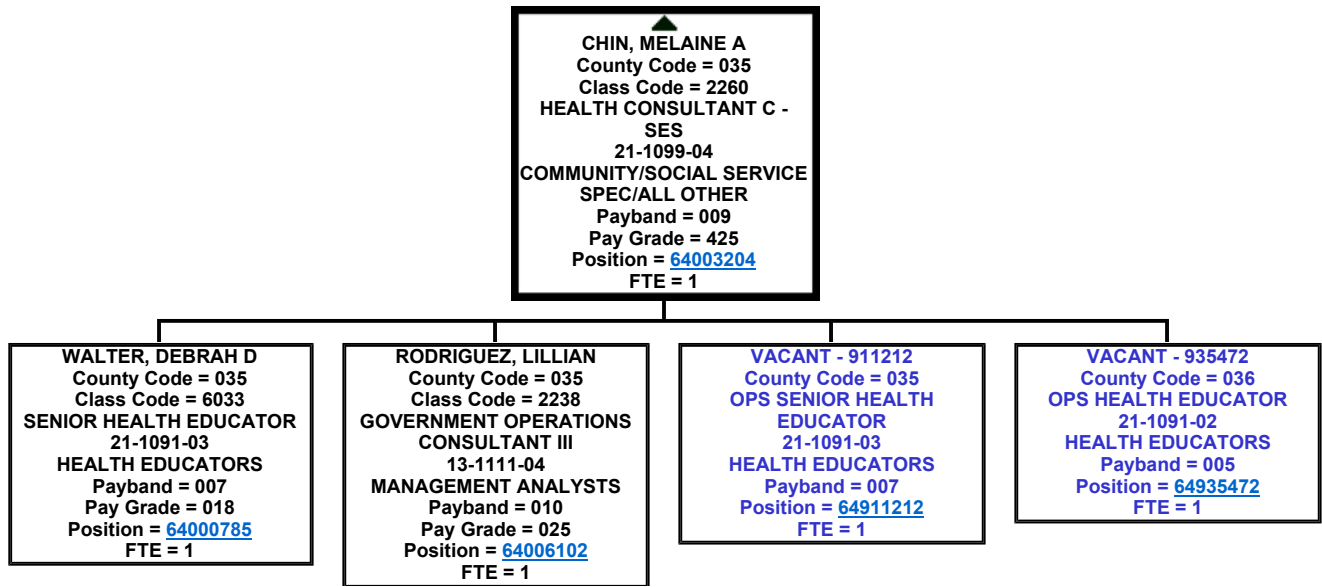 CHIN, MELAINE A
County Code = 035
Class Code = 2260
HEALTH CONSULTANT C -
SES
21-1099-04
COMMUNITY/SOCIAL SERVICE
SPEC/ALL OTHER
Payband = 009
Pay Grade = 425
Position = 64003204
FTE = 1
WALTER, DEBRAH D
County Code = 035
Class Code = 6033
SENIOR HEALTH EDUCATOR
21-1091-03
HEALTH EDUCATORS
Payband = 007
Pay Grade = 018
Position = 64000785
FTE = 1
RODRIGUEZ, LILLIAN
County Code = 035
Class Code = 2238
GOVERNMENT OPERATIONS
CONSULTANT III
13-1111-04
MANAGEMENT ANALYSTS
Payband = 010
Pay Grade = 025
Position = 64006102
FTE = 1
VACANT - 911212
County Code = 035
OPS SENIOR HEALTH
EDUCATOR
21-1091-03
HEALTH EDUCATORS
Payband = 007
Position = 64911212
FTE = 1
VACANT - 935472
County Code = 036
OPS HEALTH EDUCATOR
21-1091-02
HEALTH EDUCATORS
Payband = 005
Position = 64935472
FTE = 1